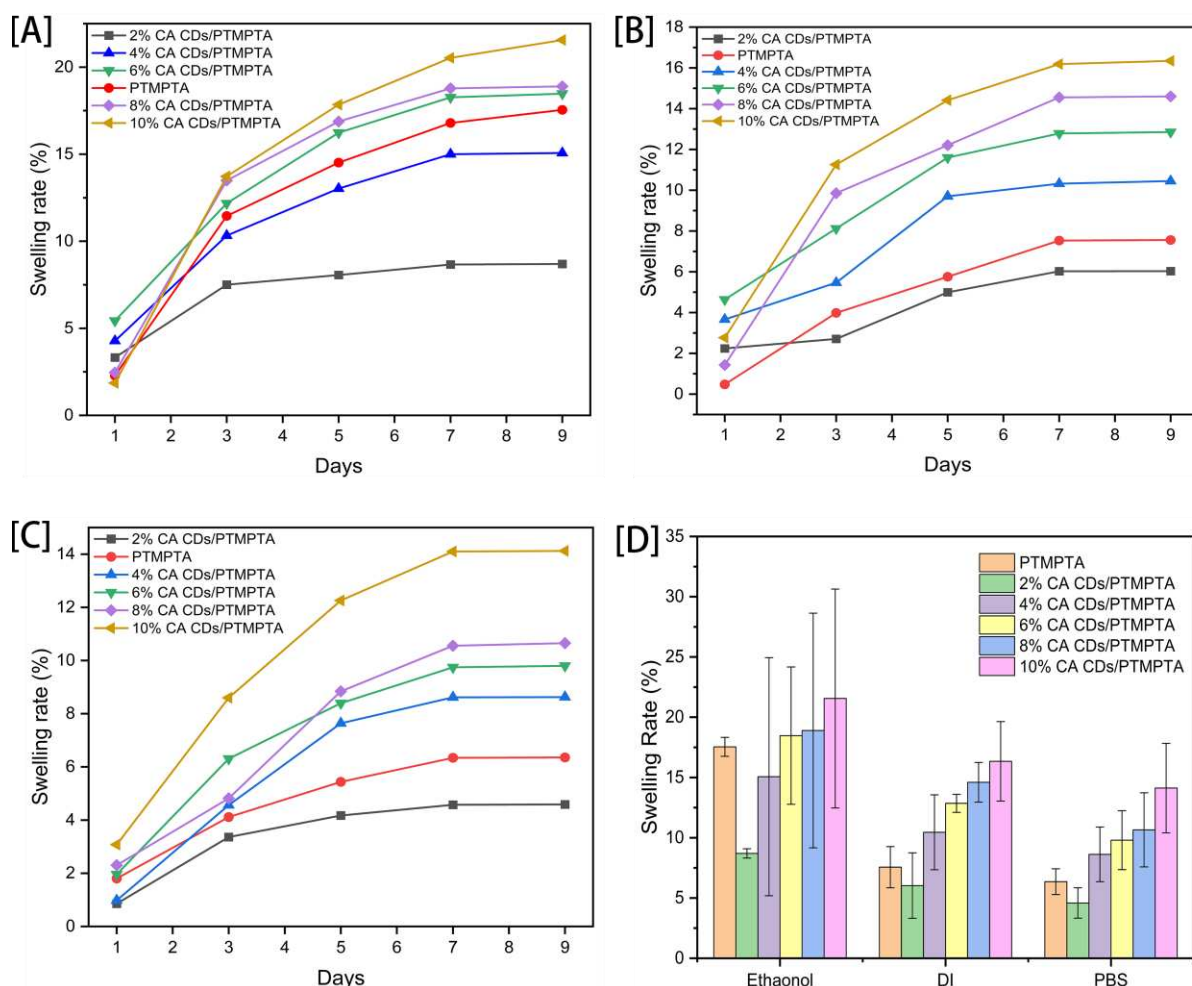 [A]
2% CA CDs/PTMPTA
4% CA CDs/PTMPTA
6% CA CDs/PTMPTA
PTMPTA
8% CA CDs/PTMPTA
10% CA CDs/PTMPTA
Swelling rate (%)
20
15
10
5
0
1 2 3 4 5 6 7 8 9
Days
[B]
2% CA CDs/PTMPTA
PTMPTA
4% CA CDs/PTMPTA
6% CA CDs/PTMPTA
8% CA CDs/PTMPTA
10% CA CDs/PTMPTA
Swelling rate (%)
18
16
14
12
10
8
6
4
2
0
1 2 3 4 5 6 7 8 9
Days
[C]
2% CA CDs/PTMPTA
PTMPTA
4% CA CDs/PTMPTA
6% CA CDs/PTMPTA
8% CA CDs/PTMPTA
10% CA CDs/PTMPTA
Swelling rate (%)
14
12
10
8
6
4
2
0
1 2 3 4 5 6 7 8 9
Days
[D]
PTMPTA
2% CA CDs/PTMPTA
4% CA CDs/PTMPTA
6% CA CDs/PTMPTA
8% CA CDs/PTMPTA
10% CA CDs/PTMPTA
Swelling Rate (%)
35
30
25
20
15
10
5
0
Ethaonol DI PBS